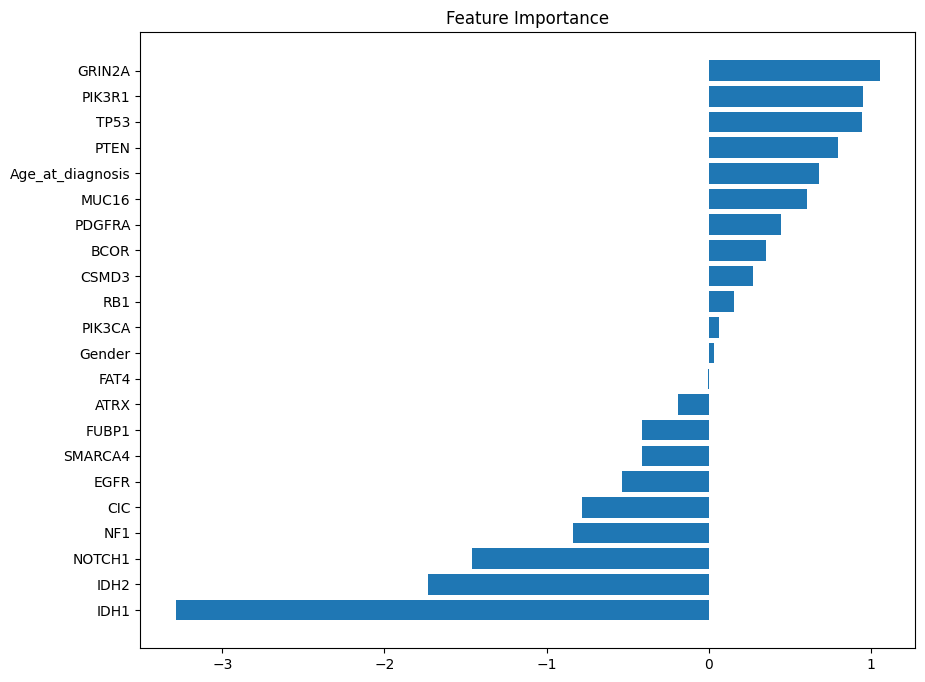 Feature Importance
GRIN2A
PIK3R1
TP53
PTEN
Age_at_diagnosis
MUC16
PDGFRA
BCOR
CSMD3
RB1
PIK3CA
Gender
FAT4
ATRX
FUBP1
SMARCA4
EGFR
CIC
NF1
NOTCH1
IDH2
IDH1
−3 −2 −1 0 1